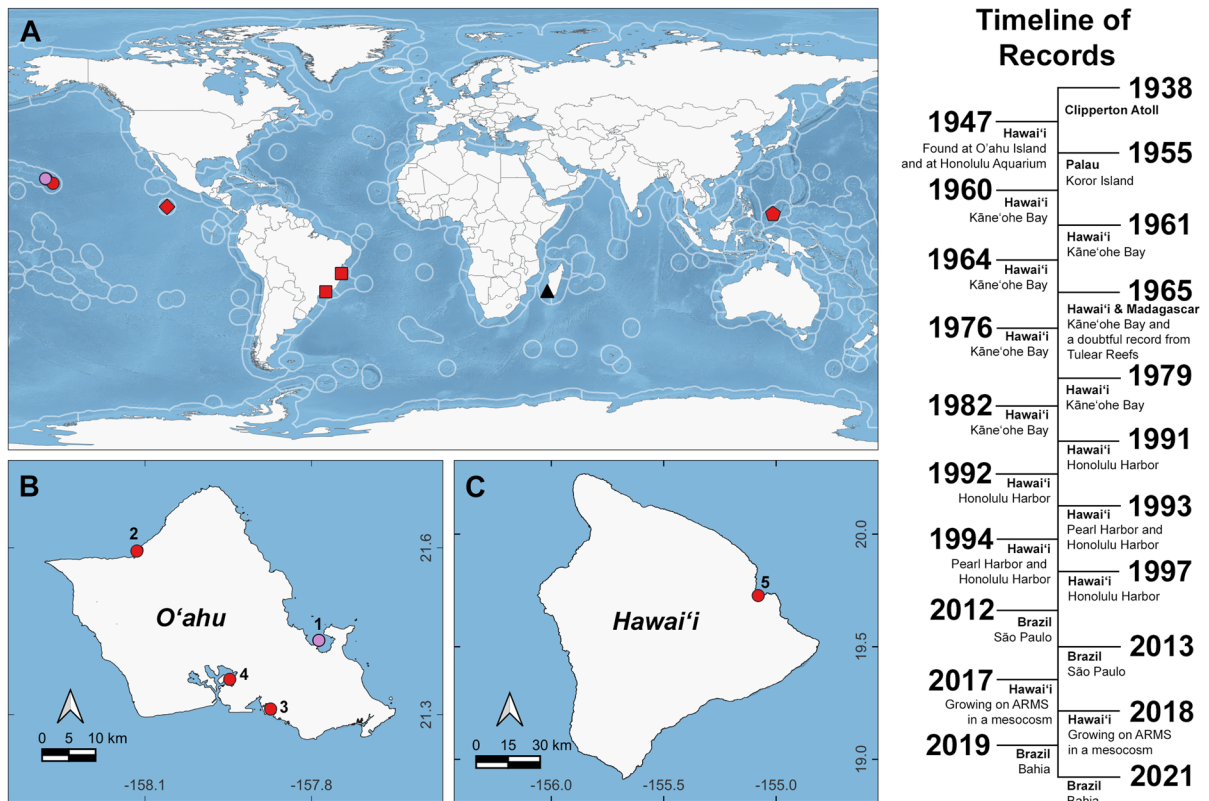 A
B
2
O‘ahu
1
4
3
0 5 10 km
21.6
21.3
-158.1
-157.8
C
5
Hawai‘i
0 15 30 km
20.0
19.5
19.0
-156.0
-155.5
-155.0
Timeline of
Records
1938
Clipperton Atoll
1947
Hawai‘i
Found at O‘ahu Island
and at Honolulu Aquarium
1955
Palau
Koror Island
1960
Hawai‘i
Kāne‘ohe Bay
1961
Hawai‘i
Kāne‘ohe Bay
1964
Hawai‘i
Kāne‘ohe Bay
1965
Hawai‘i & Madagascar
Kāne‘ohe Bay and
a doubtful record from
Tulear Reefs
1976
Hawai‘i
Kāne‘ohe Bay
1979
Hawai‘i
Kāne‘ohe Bay
1982
Hawai‘i
Kāne‘ohe Bay
1991
Hawai‘i
Honolulu Harbor
1992
Hawai‘i
Honolulu Harbor
1993
Hawai‘i
Pearl Harbor and
Honolulu Harbor
1994
Hawai‘i
Pearl Harbor and
Honolulu Harbor
1997
Hawai‘i
Honolulu Harbor
2012
Brazil
São Paulo
2013
Brazil
São Paulo
2017
Hawai‘i
Growing on ARMS
in a mesocosm
2018
Hawai‘i
Growing on ARMS
in a mesocosm
2019
Brazil
Bahia
2021
Brazil
Bahia